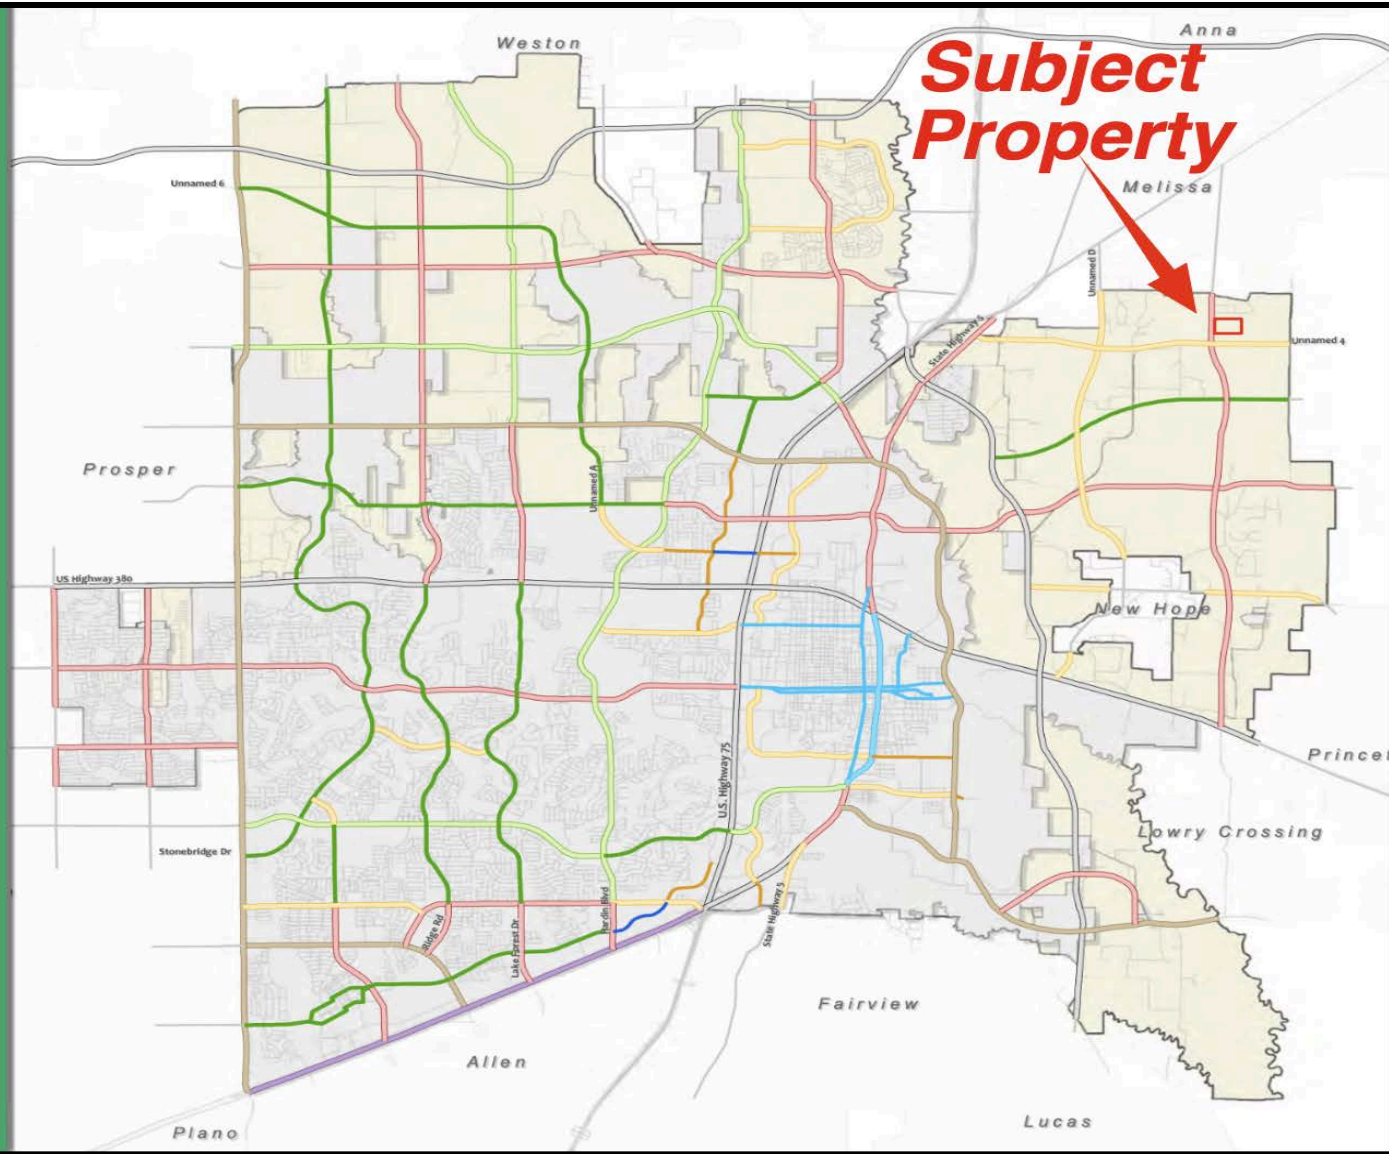 Weston
Anna
Subject
Property
Unnamed 6
Melissa
Unnamed D
State Highway 5
Unnamed 4
Prosper
Unnamed A
US Highway 380
New Hope
U.S. Highway 75
Princet
Lowry Crossing
Stonebridge Dr
Ridge Rd
Lake Forest Dr
Hardin Blvd
State Highway 5
Fairview
Allen
Lucas
Plano